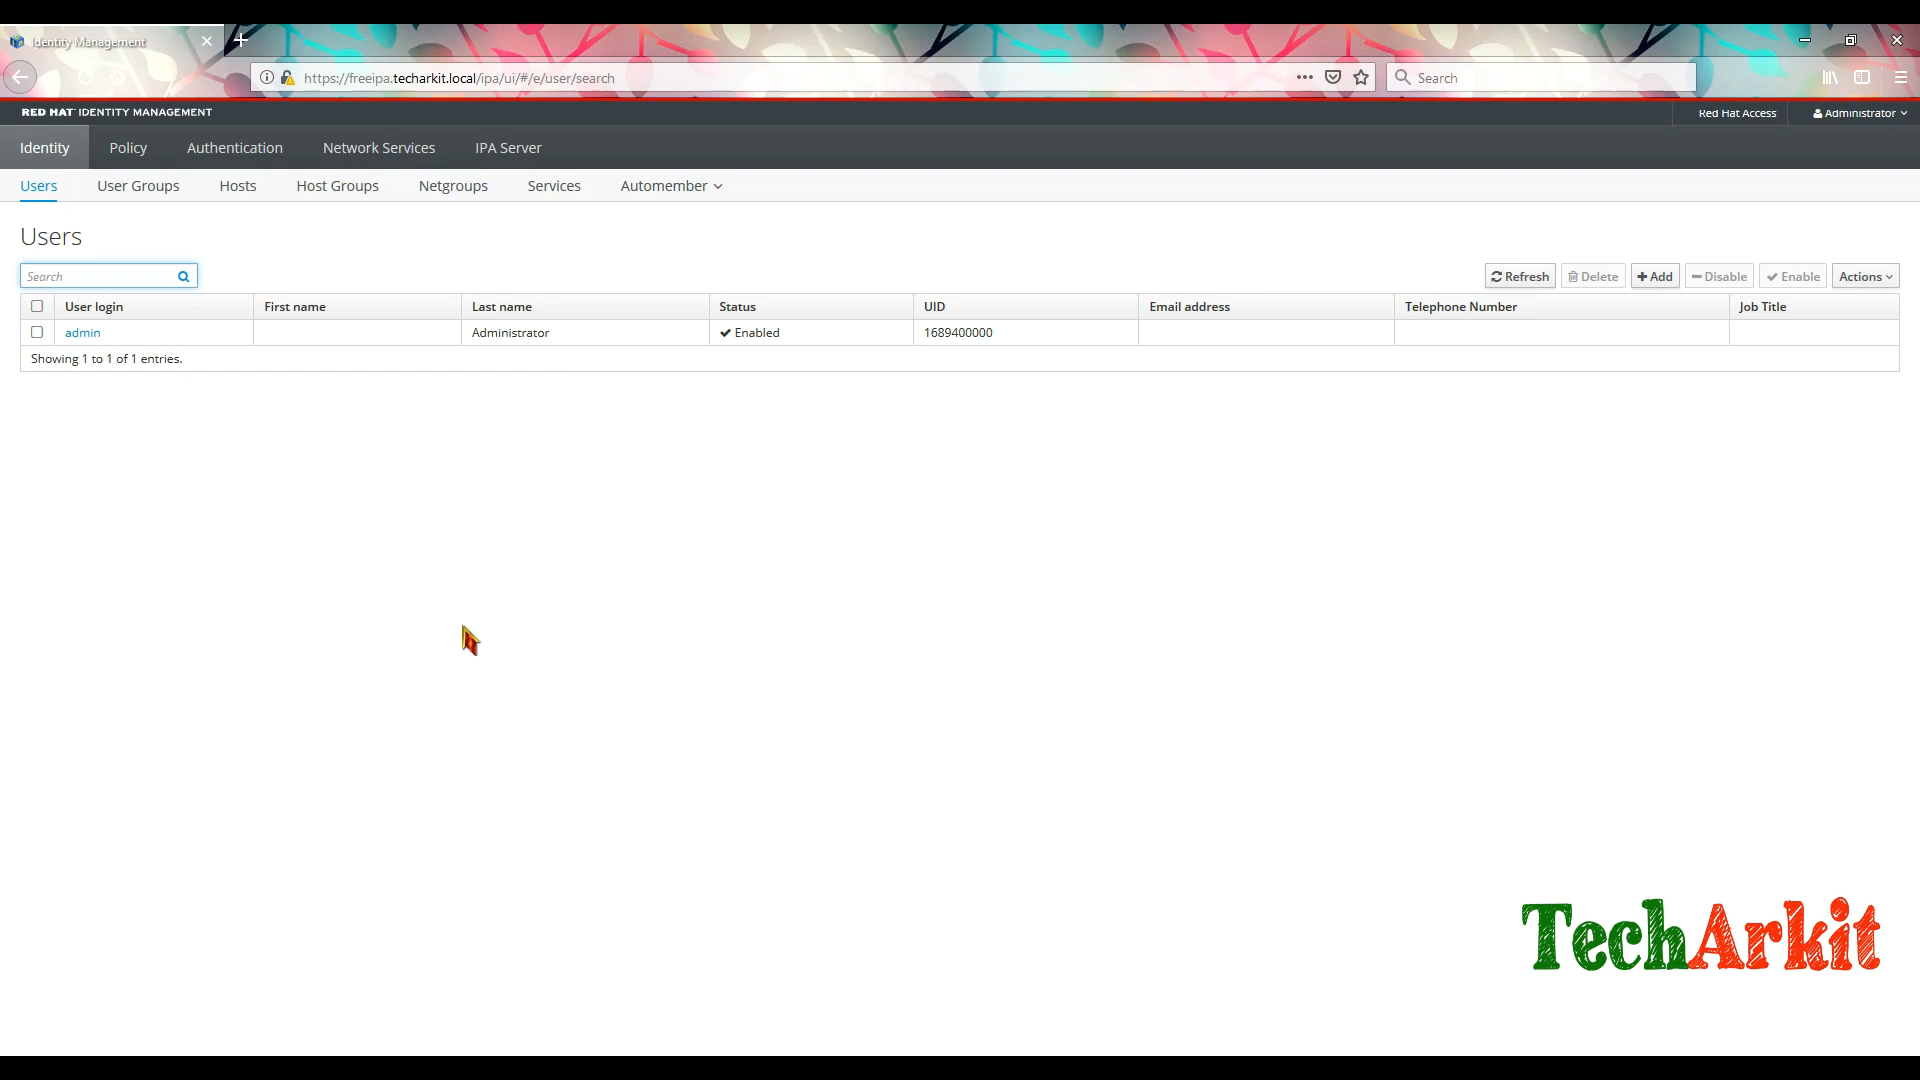 Identity Management
https://freeipa.techarkit.local/ipa/ui/#/e/user/search
Search
RED HAT IDENTITY MANAGEMENT
Red Hat Access
Administrator
Identity Policy Authentication Network Services IPA Server
Users User Groups Hosts Host Groups Netgroups Services Automember
Users
Search
Refresh Delete Add Disable Enable Actions
User login First name Last name Status UID Email address Telephone Number Job Title
admin Administrator Enabled 1689400000
Showing 1 to 1 of 1 entries.
TechArkit